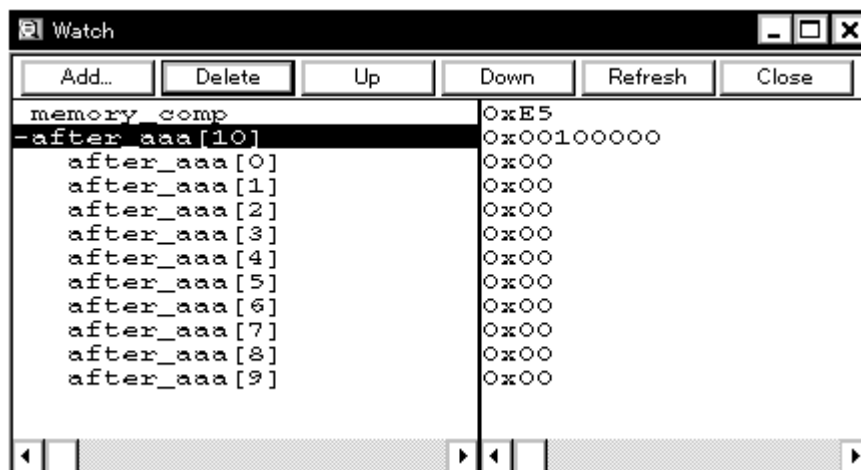 Watch
Add... Delete Up Down Refresh Close
memory_comp 0xE5
-after_aaa[10] 0x00100000
after_aaa[0] 0x00
after_aaa[1] 0x00
after_aaa[2] 0x00
after_aaa[3] 0x00
after_aaa[4] 0x00
after_aaa[5] 0x00
after_aaa[6] 0x00
after_aaa[7] 0x00
after_aaa[8] 0x00
after_aaa[9] 0x00